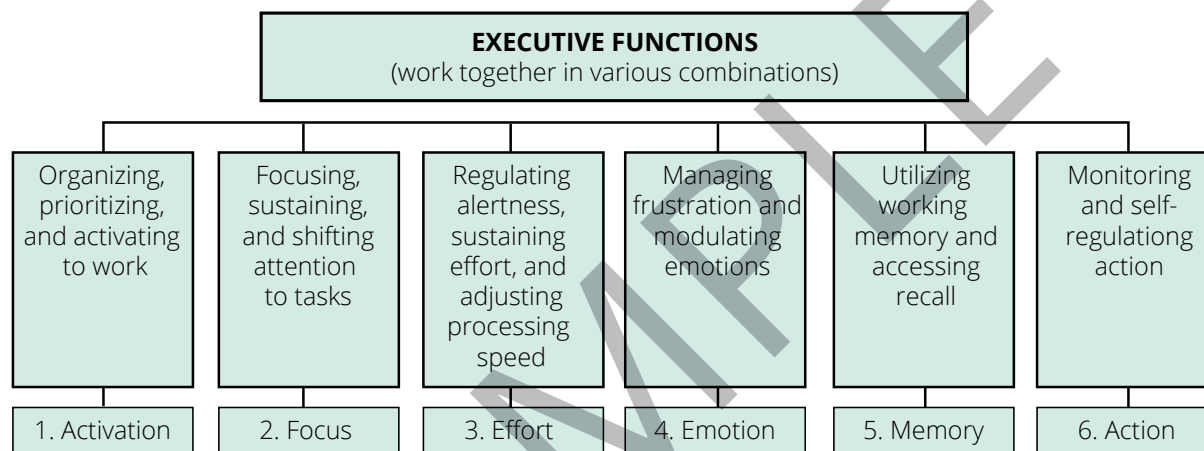 EXECUTIVE FUNCTIONS
(work together in various combinations)
Organizing,
prioritizing,
and activating
to work
Focusing,
sustaining,
and shifting
attention
to tasks
Regulating
alertness,
sustaining
effort, and
adjusting
processing
speed
Managing
frustration and
modulating
emotions
Utilizing
working
memory and
accessing
recall
Monitoring
and self-
regulationg
action
1. Activation
2. Focus
3. Effort
4. Emotion
5. Memory
6. Action
MPLE